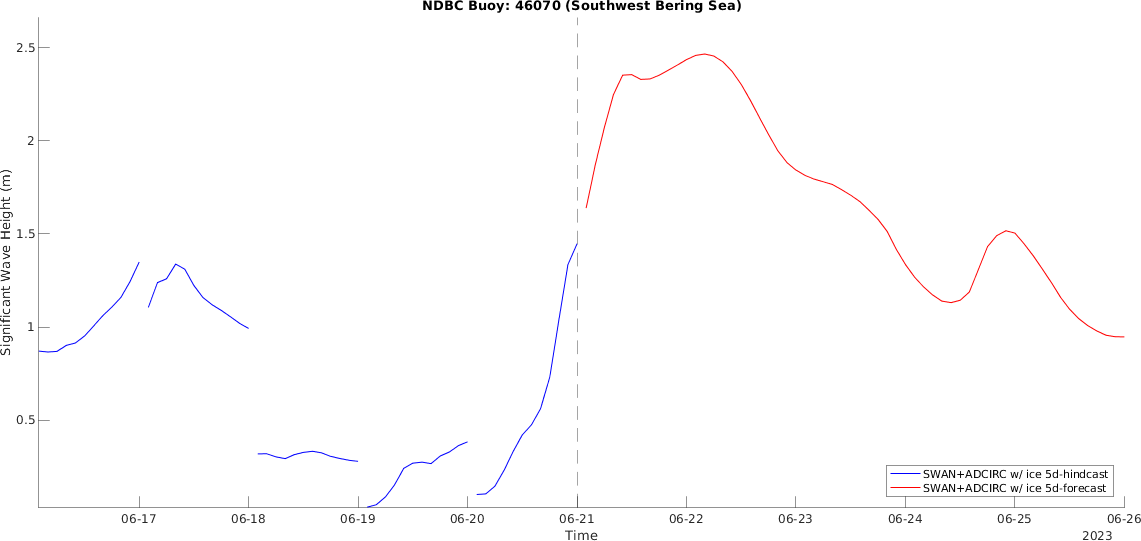 NDBC Buoy: 46070 (Southwest Bering Sea)
2.5
2
1.5
1
0.5
Significant Wave Height (m)
SWAN+ADCIRC w/ ice 5d-hindcast
SWAN+ADCIRC w/ ice 5d-forecast
06-17 06-18 06-19 06-20 06-21 06-22 06-23 06-24 06-25 06-26
Time
2023